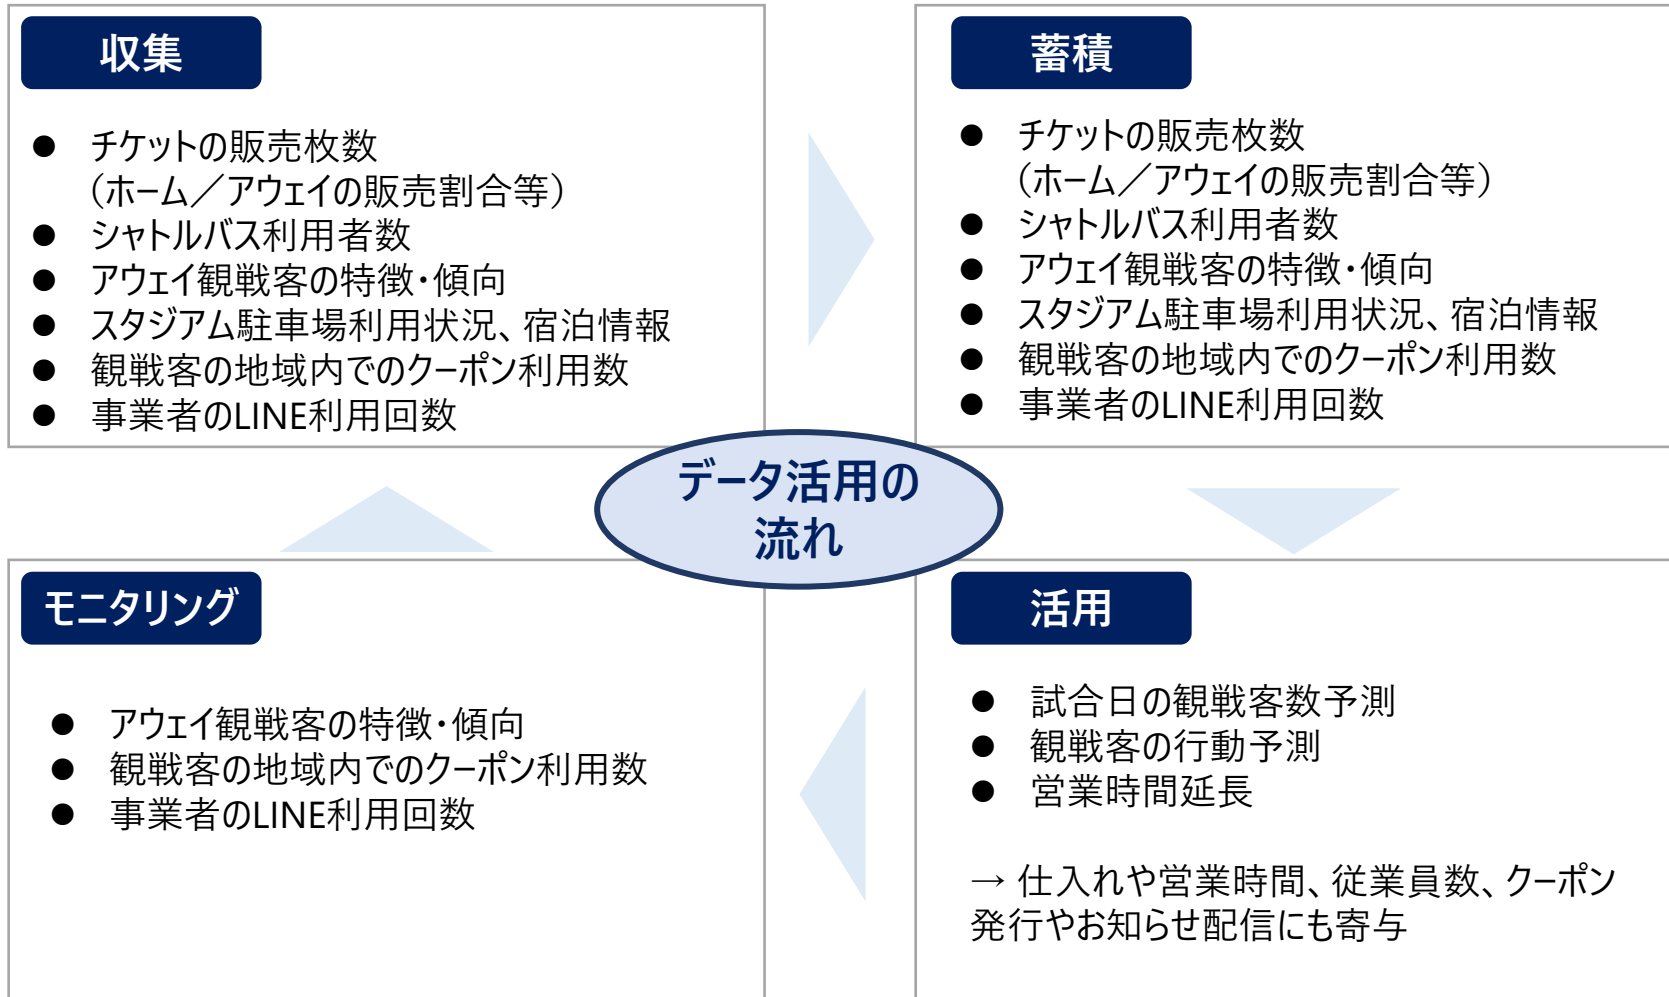 収集
● チケットの販売枚数
（ホーム／アウェイの販売割合等）
● シャトルバス利用者数
● アウェイ観戦客の特徴・傾向
● スタジアム駐車場利用状況、宿泊情報
● 観戦客の地域内でのクーポン利用数
● 事業者のLINE利用回数
蓄積
● チケットの販売枚数
（ホーム／アウェイの販売割合等）
● シャトルバス利用者数
● アウェイ観戦客の特徴・傾向
● スタジアム駐車場利用状況、宿泊情報
● 観戦客の地域内でのクーポン利用数
● 事業者のLINE利用回数
データ活用の
流れ
モニタリング
● アウェイ観戦客の特徴・傾向
● 観戦客の地域内でのクーポン利用数
● 事業者のLINE利用回数
活用
● 試合日の観戦客数予測
● 観戦客の行動予測
● 営業時間延長
→ 仕入れや営業時間、従業員数、クーポン
発行やお知らせ配信にも寄与